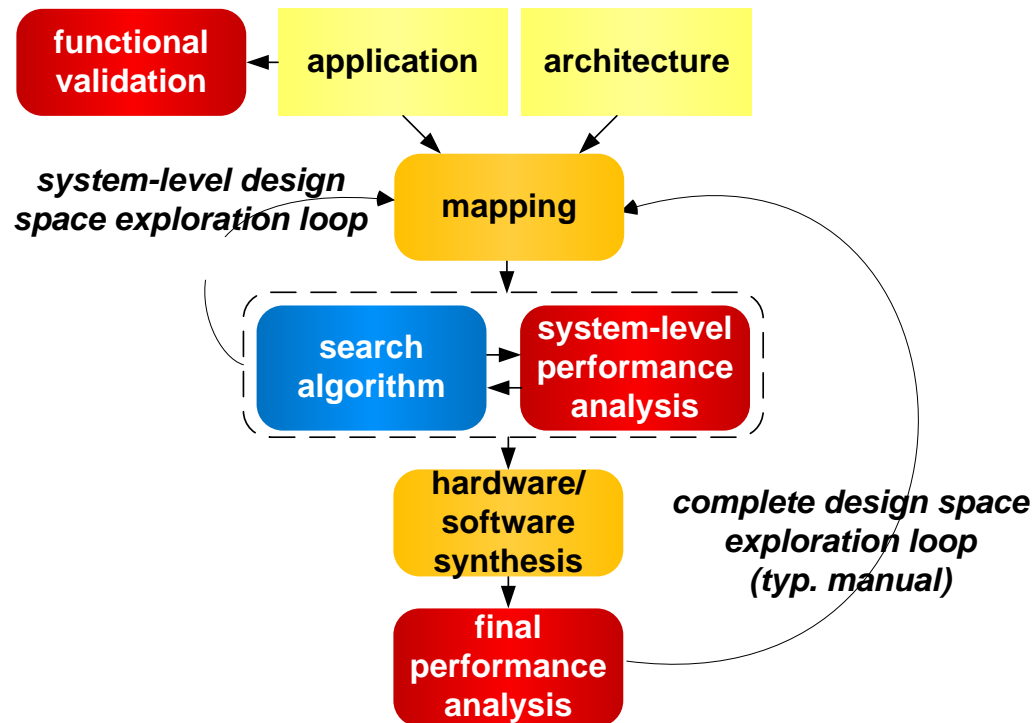 functional
validation
application
architecture
system-level design
space exploration loop
mapping
search
algorithm
system-level
performance
analysis
hardware/
software
synthesis
complete design space
exploration loop
(typ. manual)
final
performance
analysis